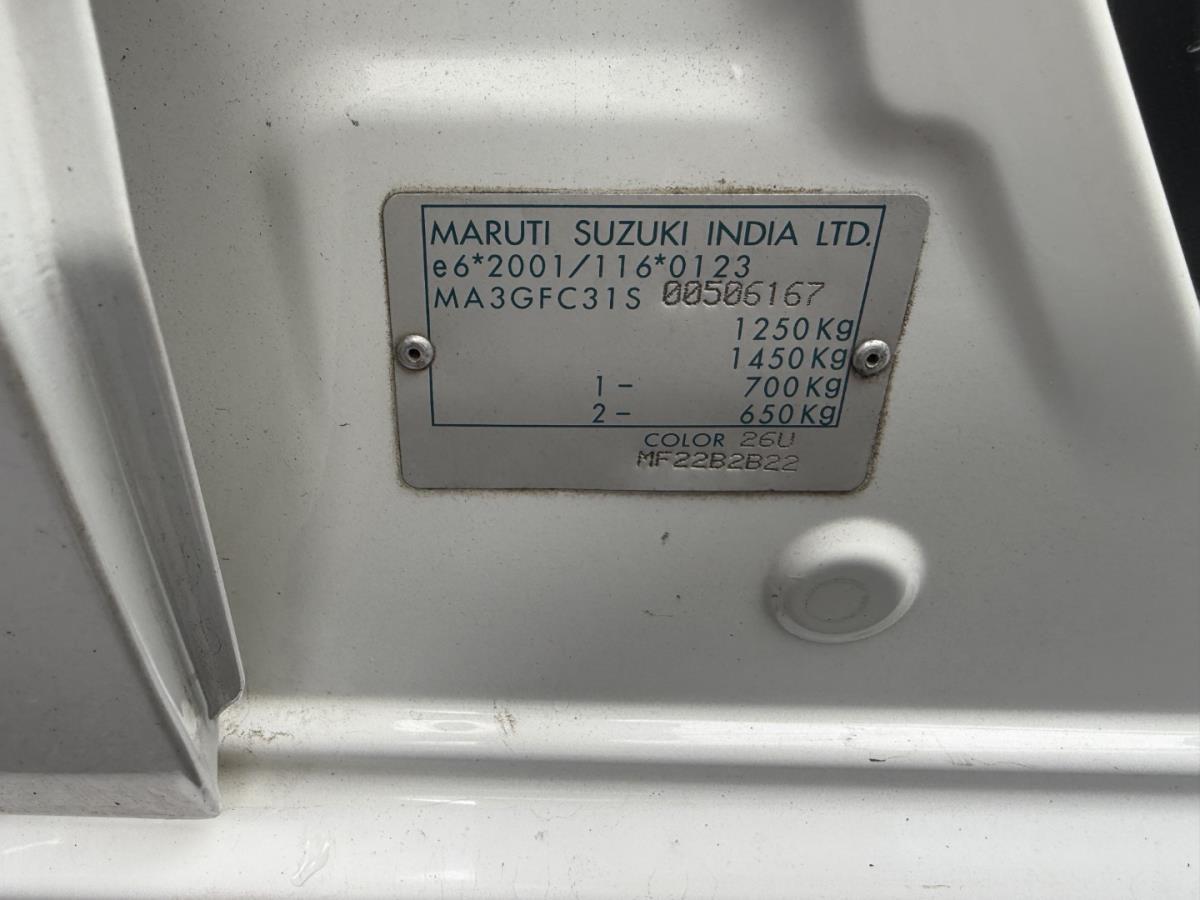 MARUTI SUZUKI INDIA LTD.
e6*2001/116*0123
MA3GFC31S 00506167
1250Kg
1450Kg
1- 700Kg
2- 650Kg
COLOR 26U
MF22B2B22